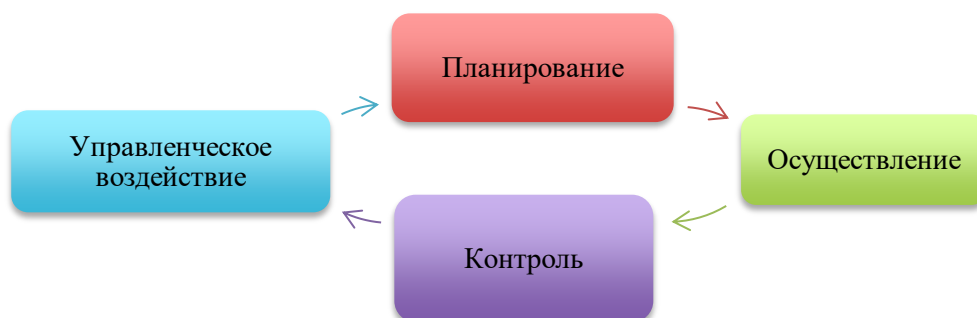 Планирование
Управленческое
воздействие
Осуществление
Контроль